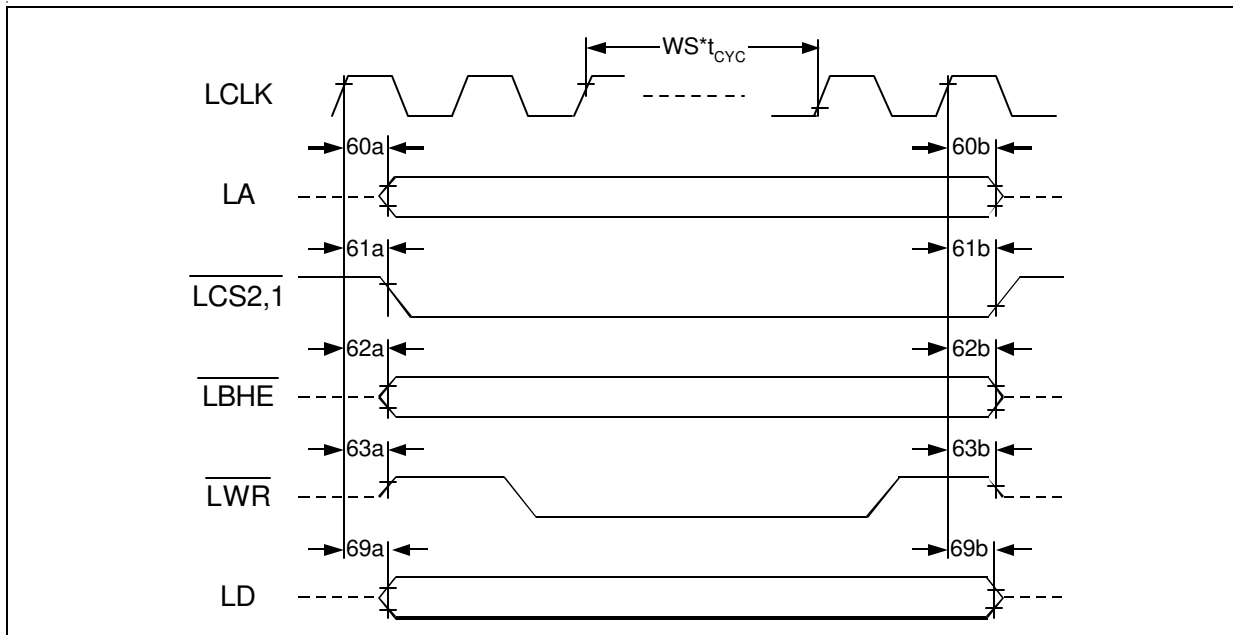 WS*tCYC
LCLK
60a 60b
LA
61a 61b
LCS2,1
62a 62b
LBHE
63a 63b
LWR
69a 69b
LD